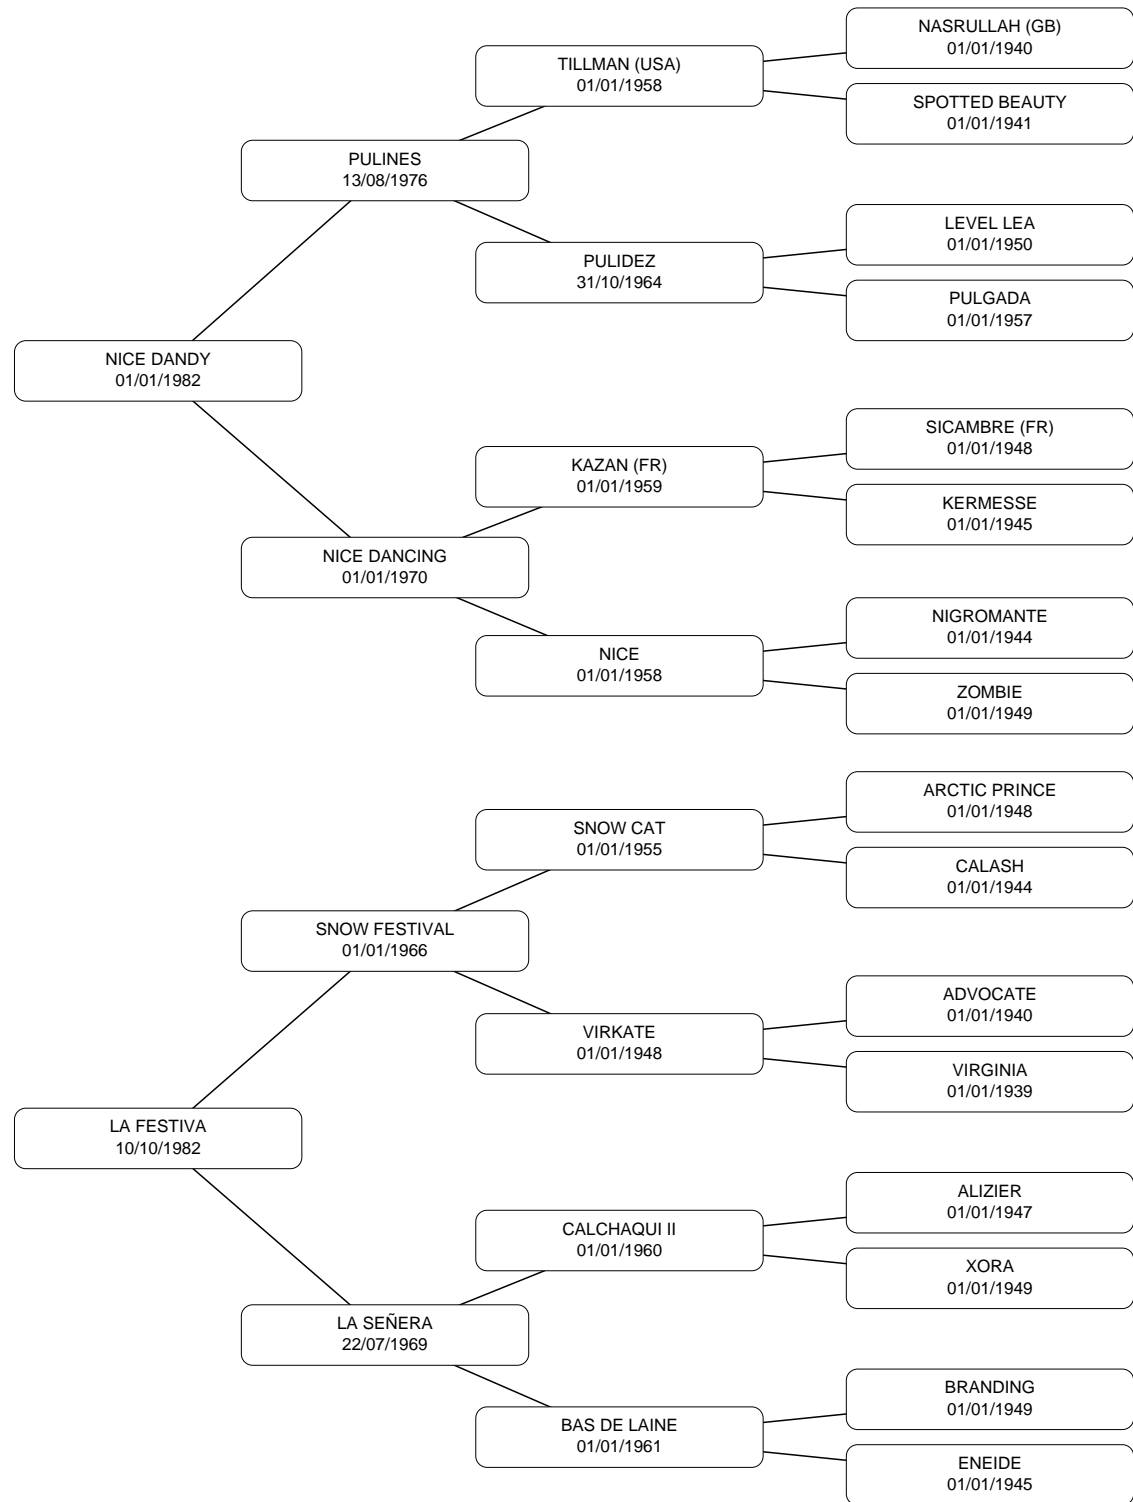 NASRULLAH (GB)
01/01/1940
TILLMAN (USA)
01/01/1958
SPOTTED BEAUTY
01/01/1941
PULINES
13/08/1976
LEVEL LEA
01/01/1950
PULIDEZ
31/10/1964
PULGADA
01/01/1957
NICE DANDY
01/01/1982
SICAMBRE (FR)
01/01/1948
KAZAN (FR)
01/01/1959
KERMESSE
01/01/1945
NICE DANCING
01/01/1970
NIGROMANTE
01/01/1944
NICE
01/01/1958
ZOMBIE
01/01/1949
ARCTIC PRINCE
01/01/1948
SNOW CAT
01/01/1955
CALASH
01/01/1944
SNOW FESTIVAL
01/01/1966
ADVOCATE
01/01/1940
VIRKATE
01/01/1948
VIRGINIA
01/01/1939
LA FESTIVA
10/10/1982
ALIZIER
01/01/1947
CALCHAQUI II
01/01/1960
XORA
01/01/1949
LA SEÑERA
22/07/1969
BRANDING
01/01/1949
BAS DE LAINE
01/01/1961
ENEIDE
01/01/1945